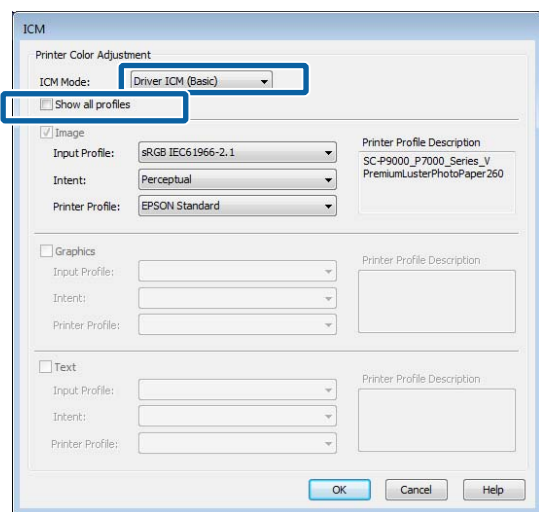 ICM
Printer Color Adjustment
ICM Mode: Driver ICM (Basic)
Show all profiles
Image
Input Profile: sRGB IEC61966-2.1
Intent: Perceptual
Printer Profile: EPSON Standard
Printer Profile Description
SC-P9000_P7000_Series_V
PremiumLusterPhotoPaper260
Graphics
Input Profile:
Intent:
Printer Profile:
Printer Profile Description
Text
Input Profile:
Intent:
Printer Profile:
Printer Profile Description
OK Cancel Help